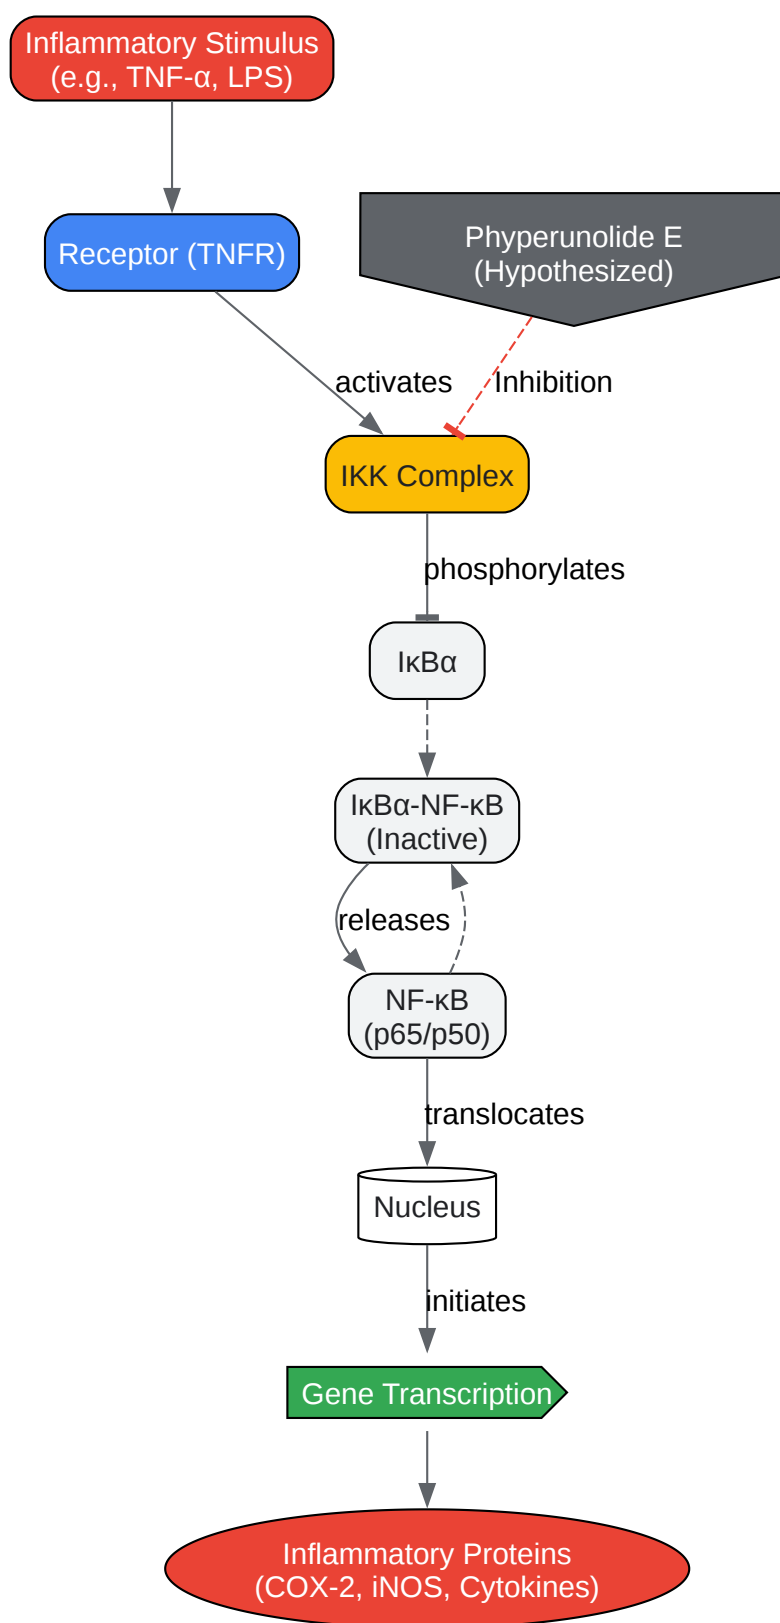 Inflammatory Stimulus
(e.g., TNF-α, LPS)
Receptor (TNFR)
Phyperunolide E
(Hypothesized)
activates
Inhibition
IKK Complex
phosphorylates
IκBα
IκBα-NF-κB
(Inactive)
releases
NF-κB
(p65/p50)
translocates
Nucleus
initiates
Gene Transcription
Inflammatory Proteins
(COX-2, iNOS, Cytokines)